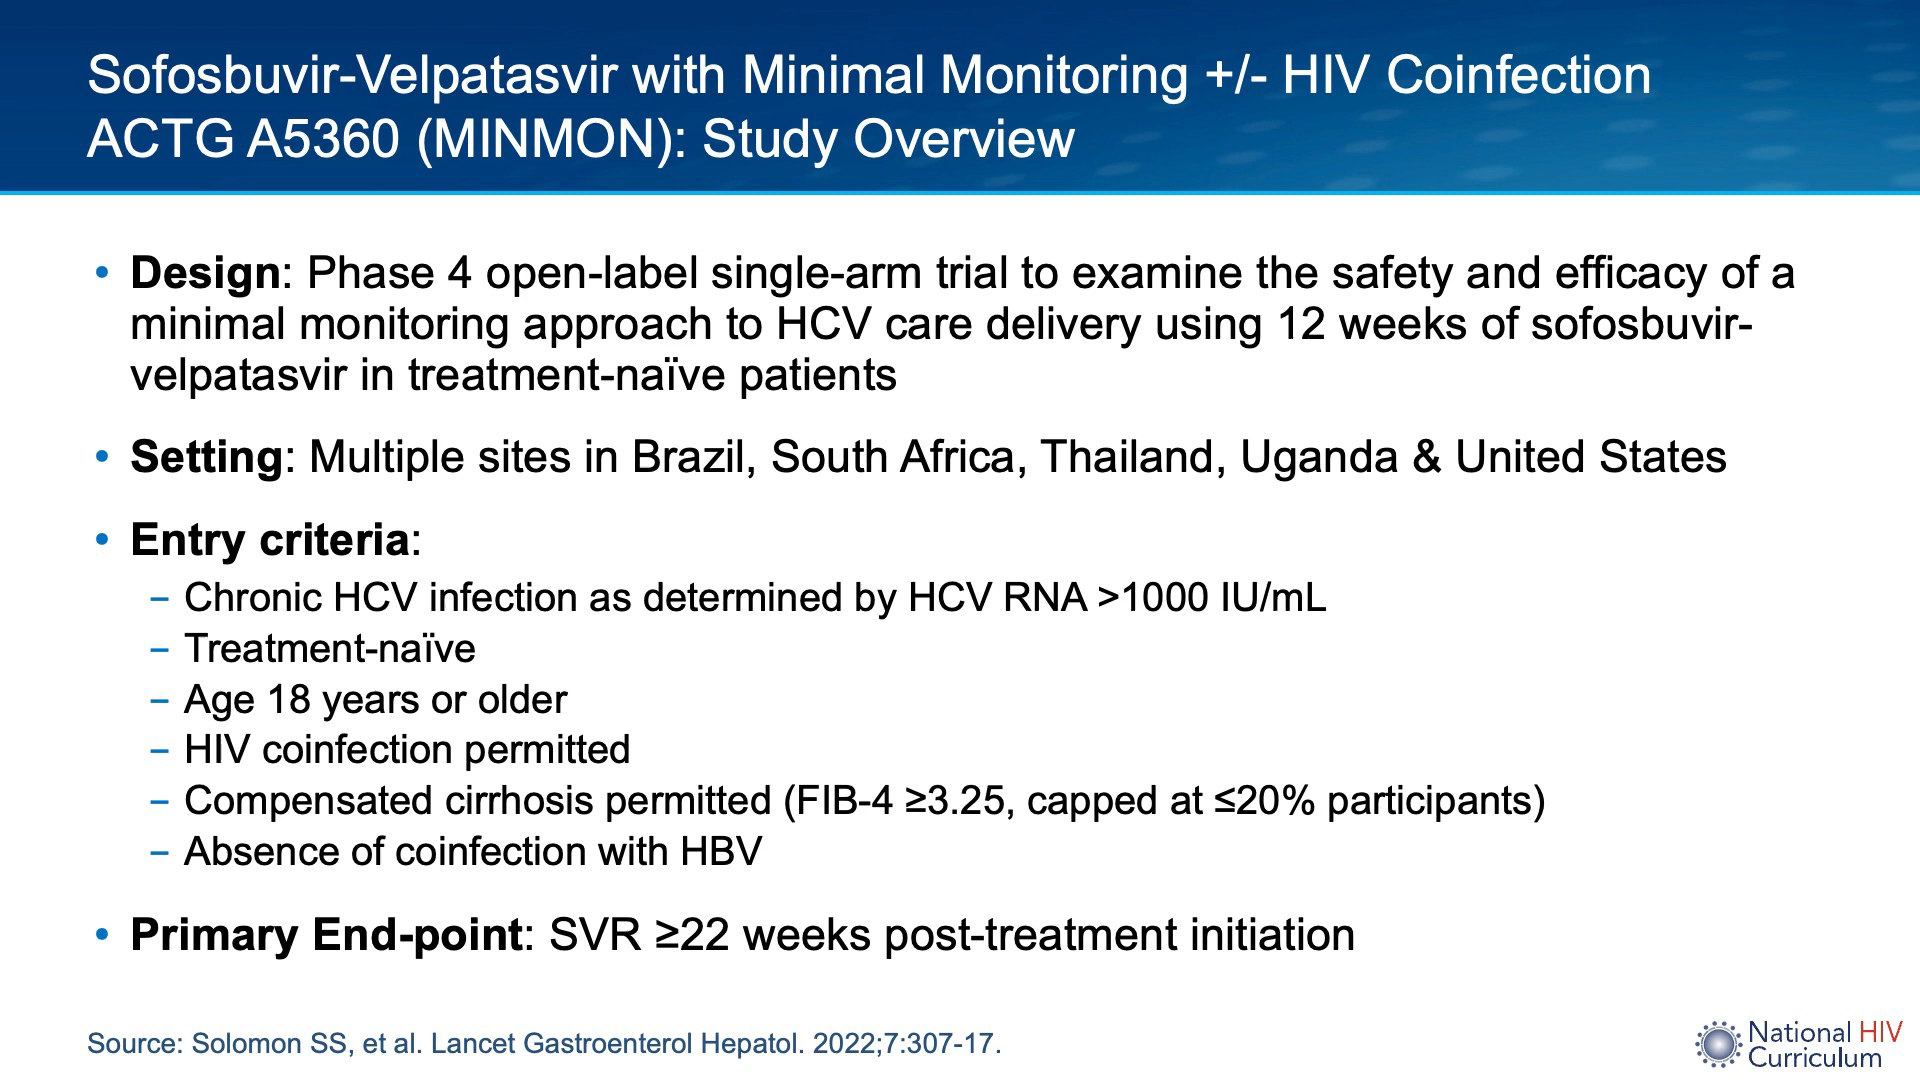 Sofosbuvir-Velpatasvir with Minimal Monitoring +/- HIV Coinfection
ACTG A5360 (MINMON): Study Overview
• Design: Phase 4 open-label single-arm trial to examine the safety and efficacy of a
minimal monitoring approach to HCV care delivery using 12 weeks of sofosbuvir-
velpatasvir in treatment-naïve patients
• Setting: Multiple sites in Brazil, South Africa, Thailand, Uganda & United States
• Entry criteria:
– Chronic HCV infection as determined by HCV RNA >1000 IU/mL
– Treatment-naïve
– Age 18 years or older
– HIV coinfection permitted
– Compensated cirrhosis permitted (FIB-4 ≥3.25, capped at ≤20% participants)
– Absence of coinfection with HBV
• Primary End-point: SVR ≥22 weeks post-treatment initiation
Source: Solomon SS, et al. Lancet Gastroenterol Hepatol. 2022;7:307-17.
National HIV
Curriculum